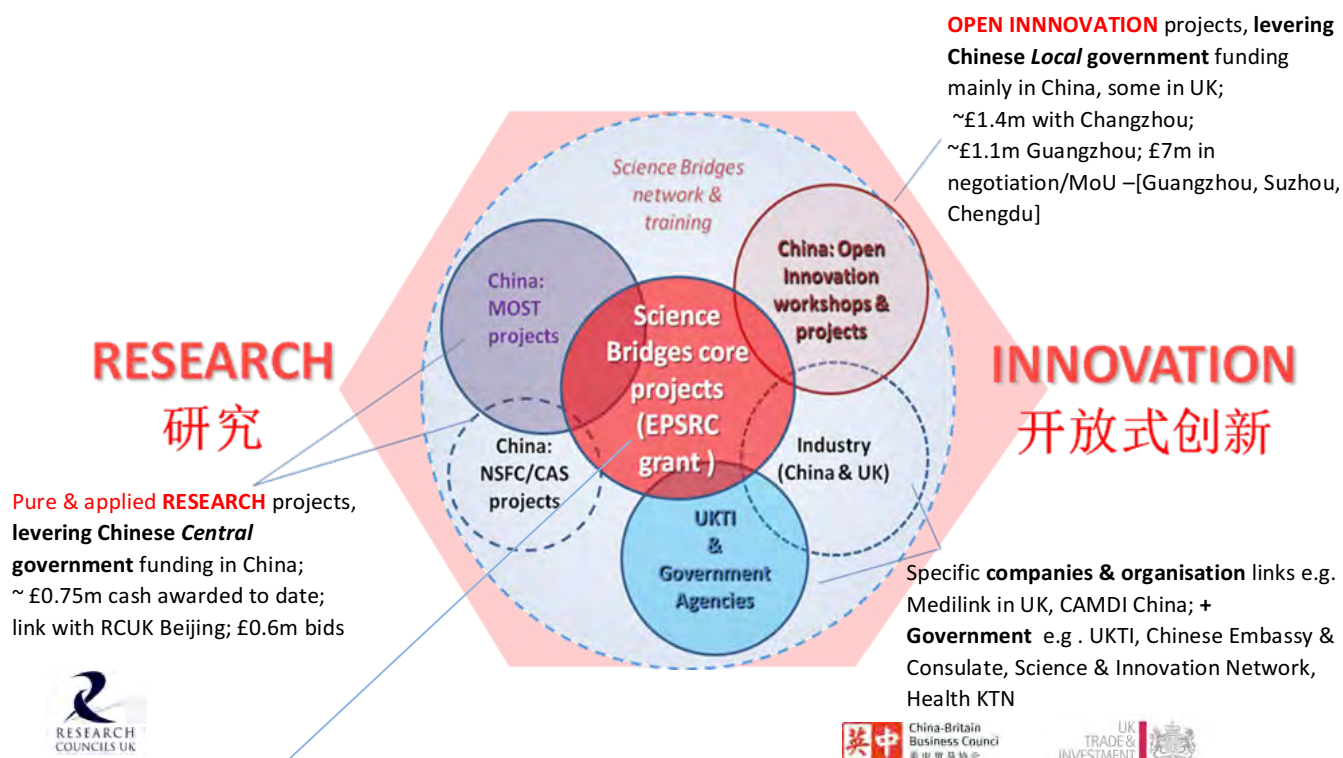 OPEN INNNOVATION projects, levering
Chinese Local government funding
mainly in China, some in UK;
~£1.4m with Changzhou;
~£1.1m Guangzhou; £7m in
negotiation/MoU –[Guangzhou, Suzhou,
Chengdu]
Science Bridges
network &
training
China:
MOST
projects
China: Open
Innovation
workshops &
projects
Science
Bridges core
projects
(EPSRC
grant )
RESEARCH
研究
INNOVATION
开放式创新
China:
NSFC/CAS
projects
Industry
(China & UK)
UKTI
&
Government
Agencies
Pure & applied RESEARCH projects,
levering Chinese Central
government funding in China;
~ £0.75m cash awarded to date;
link with RCUK Beijing; £0.6m bids
Specific companies & organisation links e.g.
Medilink in UK, CAMDI China; +
Government e.g . UKTI, Chinese Embassy &
Consulate, Science & Innovation Network,
Health KTN
RESEARCH
COUNCILS UK
英中
China-Britain
Business Counci
UK
TRADE &
INVESTMENT